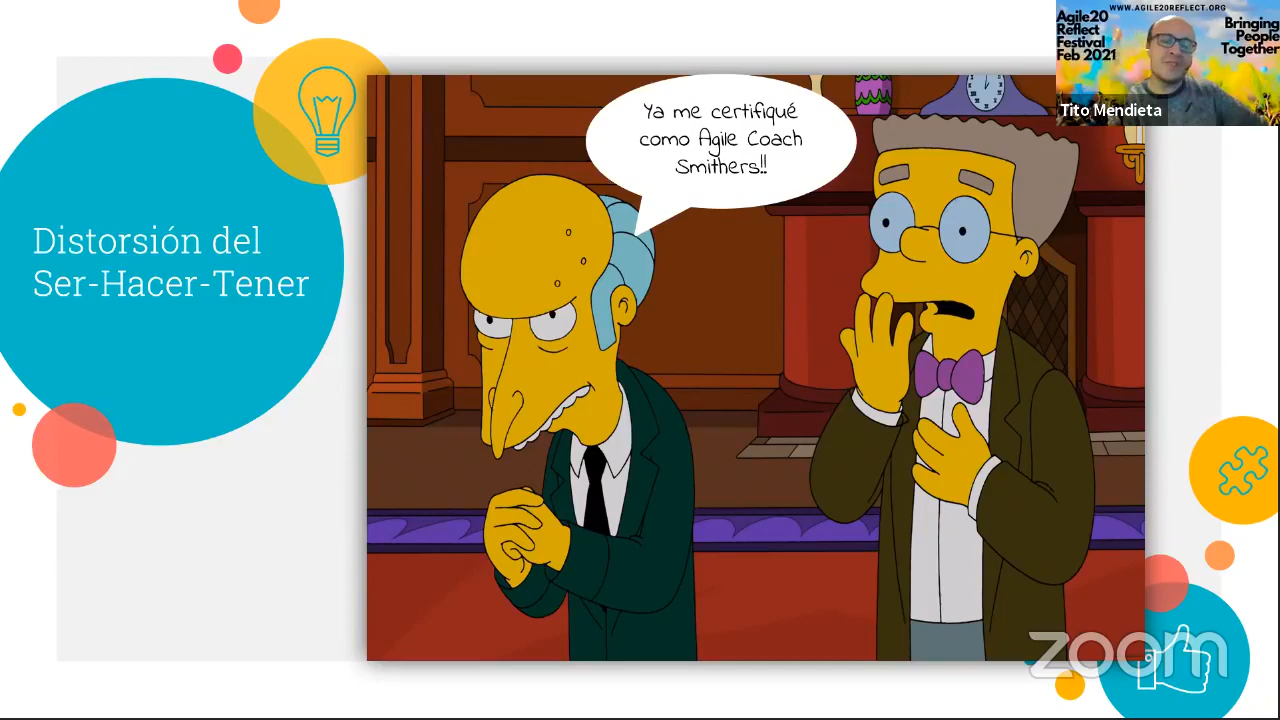 WWW.AGILE20REFLECT.ORG
Agile20
Reflect
Festival
Feb 2021
Bringing
People
Together
Tito Mendieta
Ya me certifiqué
como Agile Coach
Smithers!!
Distorsión del
Ser-Hacer-Tener
zoom